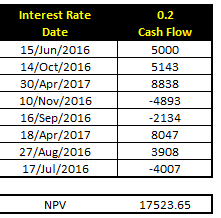 Interest Rate 0.2
Date Cash Flow
15/Jun/2016 5000
14/Oct/2016 5143
30/Apr/2017 8838
10/Nov/2016 -4893
16/Sep/2016 -2134
18/Apr/2017 8047
27/Aug/2016 3908
17/Jul/2016 -4007
NPV 17523.65